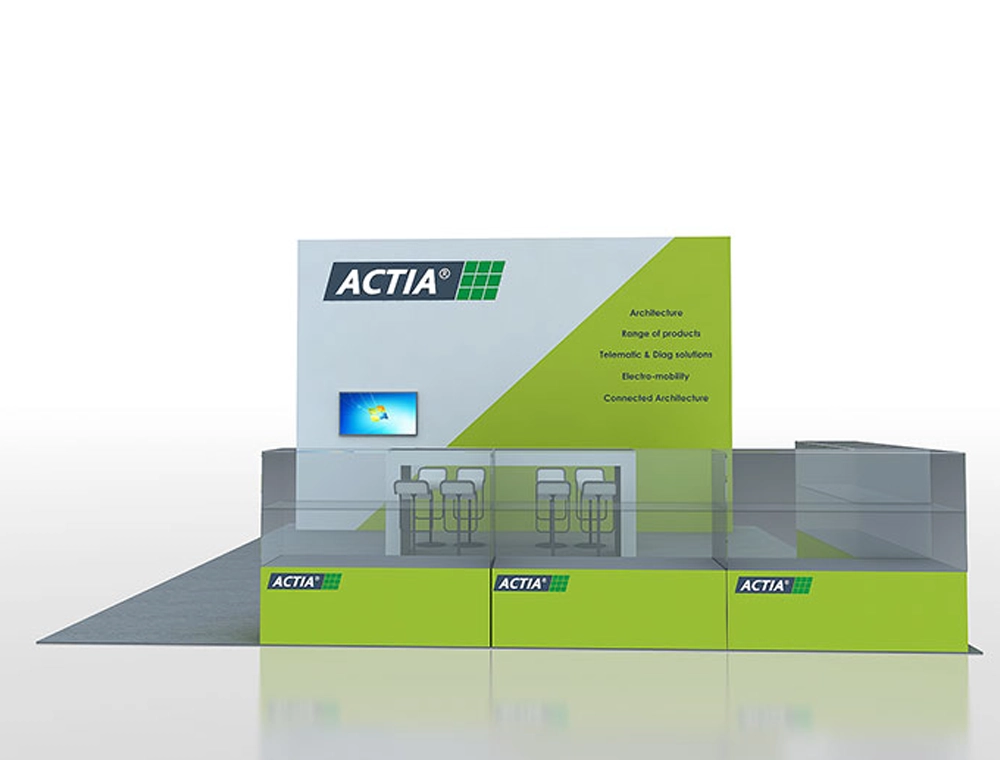 ACTIA®
Architecture
Range of products
Telematic & Diag solutions
Electro-mobility
Connected Architecture
ACTIA®
ACTIA®
ACTIA®